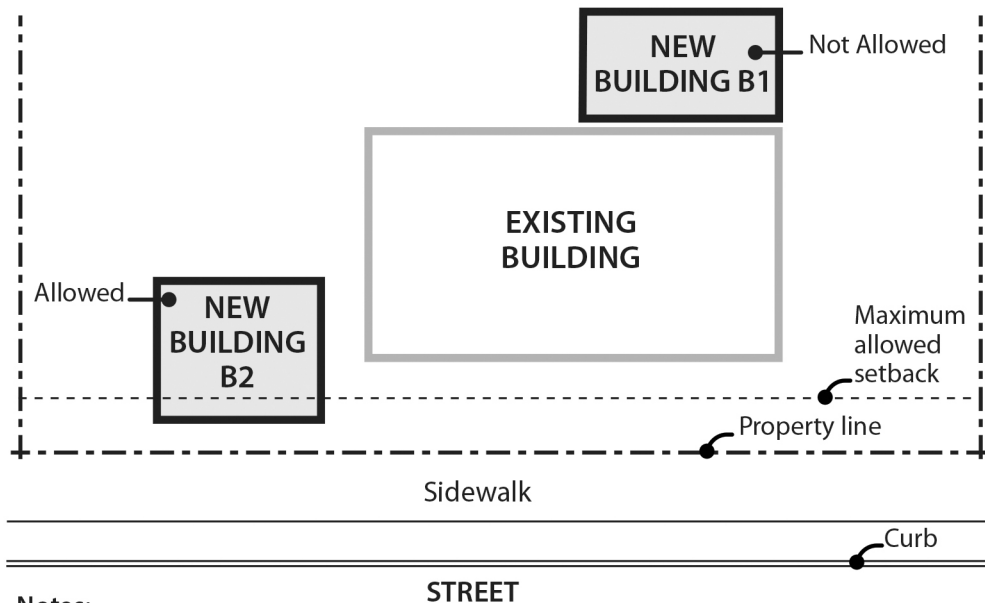 NEW
BUILDING B1
Not Allowed
EXISTING
BUILDING
Allowed
NEW
BUILDING
B2
Maximum
allowed
setback
Property line
Sidewalk
Curb
STREET
Notes: